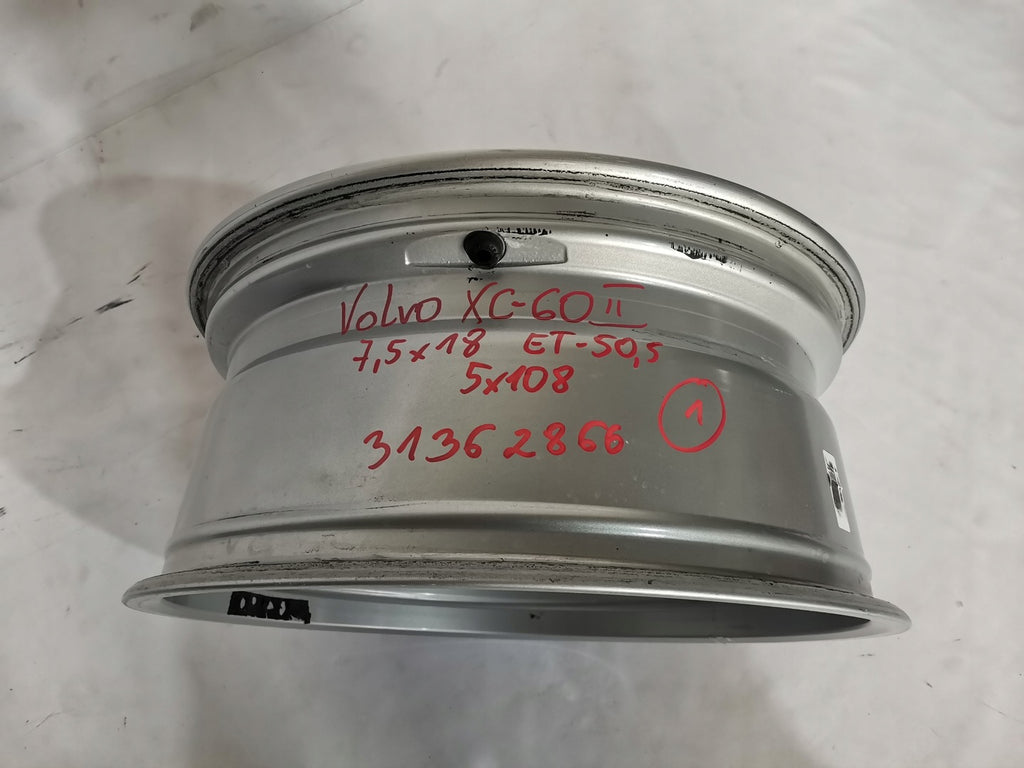 Volvo XC-60 II
7,5x18 ET-50,5
5x108
1
31362866